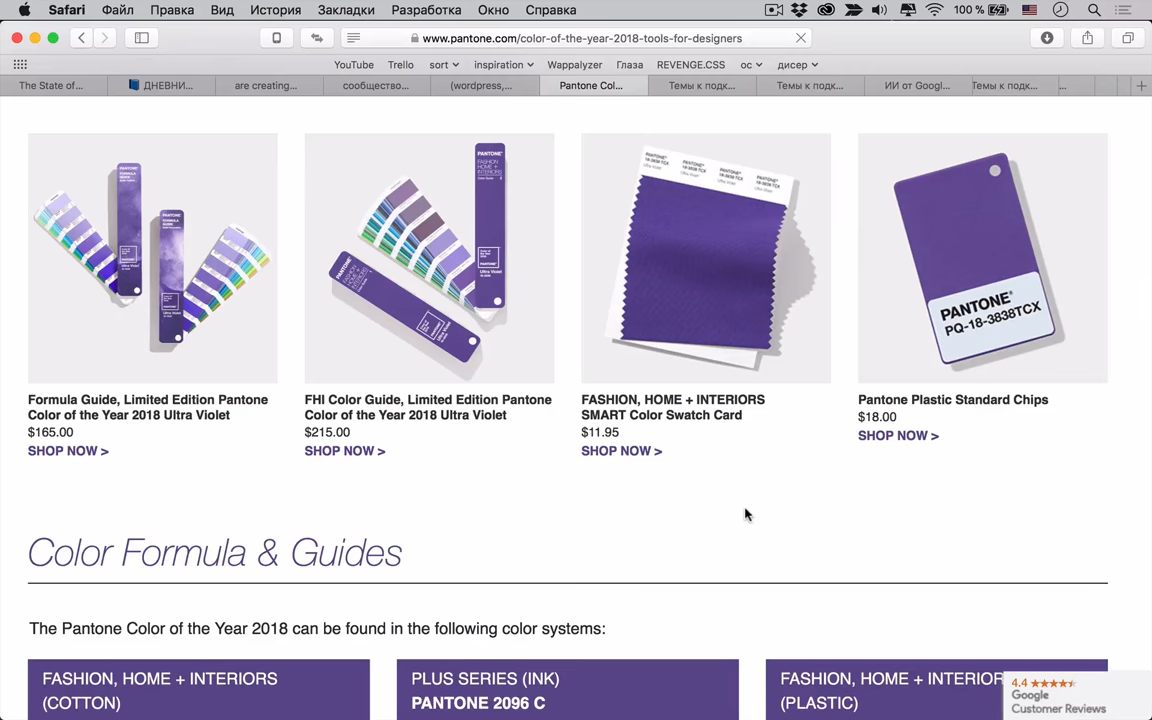 Safari Файл Правка Вид История Закладки Разработка Окно Справка 100 %
www.pantone.com/color-of-the-year-2018-tools-for-designers
YouTube Trello sort inspiration Wappalyzer Глаза REVENGE.CSS ос дисер
The State of... ДНЕВНИ... are creating... сообщество... (wordpress,... Pantone Col... Темы к подк... Темы к подк... ИИ от Googl... Темы к подк... ...
PANTONE®
PQ-18-3838TCX
Formula Guide, Limited Edition Pantone
Color of the Year 2018 Ultra Violet
$165.00
SHOP NOW >
FHI Color Guide, Limited Edition Pantone
Color of the Year 2018 Ultra Violet
$215.00
SHOP NOW >
FASHION, HOME + INTERIORS
SMART Color Swatch Card
$11.95
SHOP NOW >
Pantone Plastic Standard Chips
$18.00
SHOP NOW >
Color Formula & Guides
The Pantone Color of the Year 2018 can be found in the following color systems:
FASHION, HOME + INTERIORS
(COTTON)
PLUS SERIES (INK)
PANTONE 2096 C
FASHION, HOME + INTERIOR
(PLASTIC)
4.4
Google
Customer Reviews